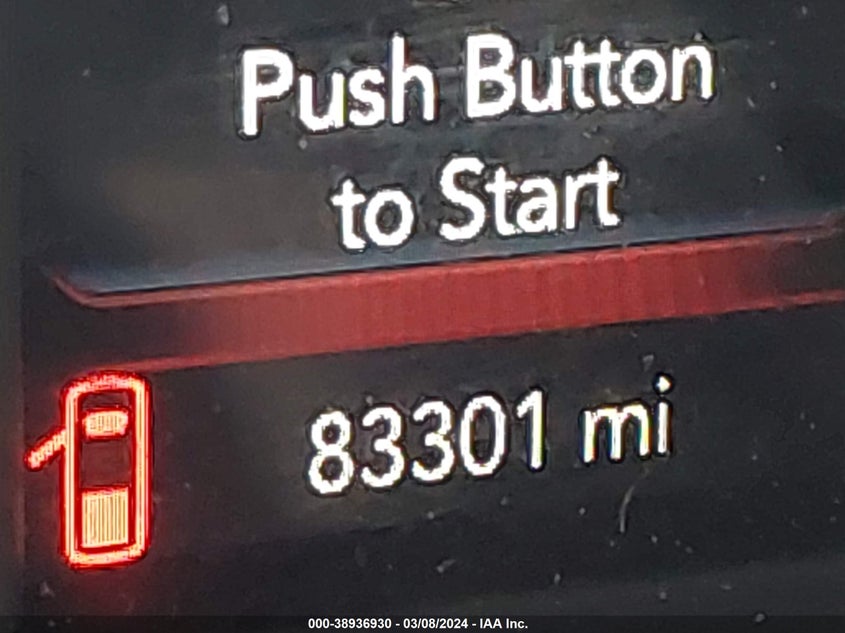 Push Button
to Start
83301 mi
000-38936930 - 03/08/2024 - IAA Inc.